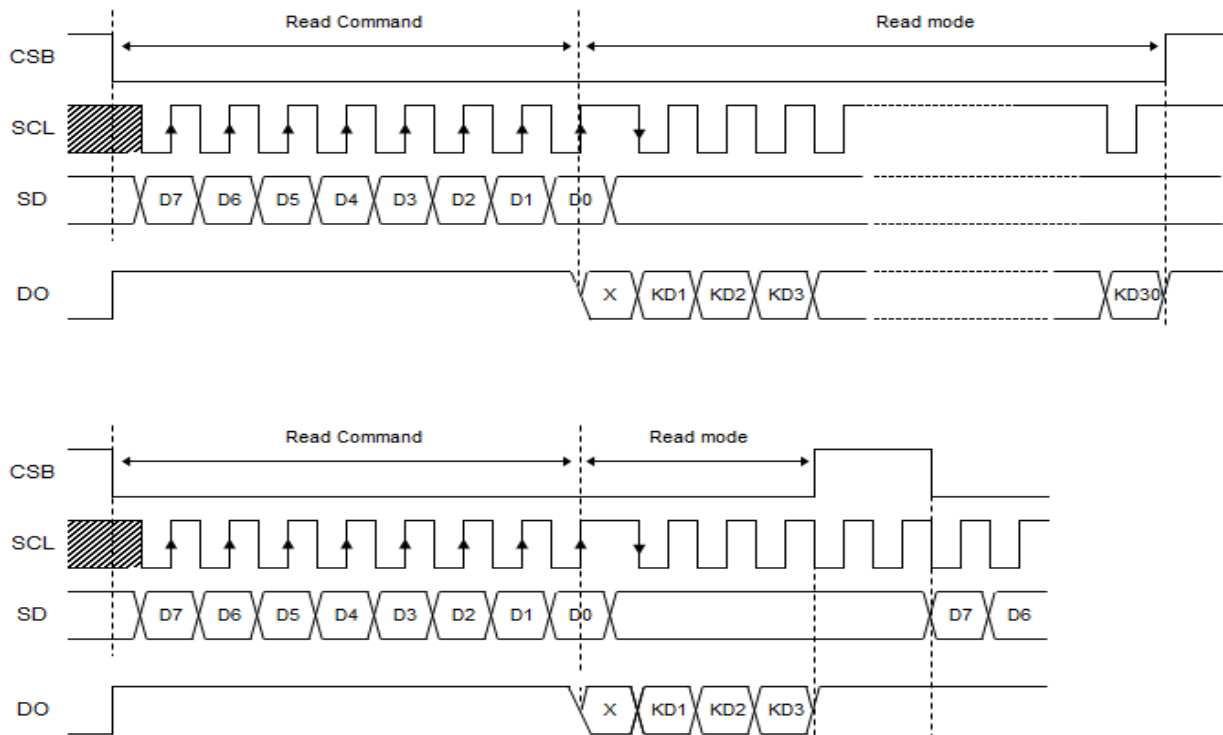 Read Command Read mode
CSB
SCL
SD D7 D6 D5 D4 D3 D2 D1 D0
DO X KD1 KD2 KD3 KD30
Read Command Read mode
CSB
SCL
SD D7 D6 D5 D4 D3 D2 D1 D0 D7 D6
DO X KD1 KD2 KD3